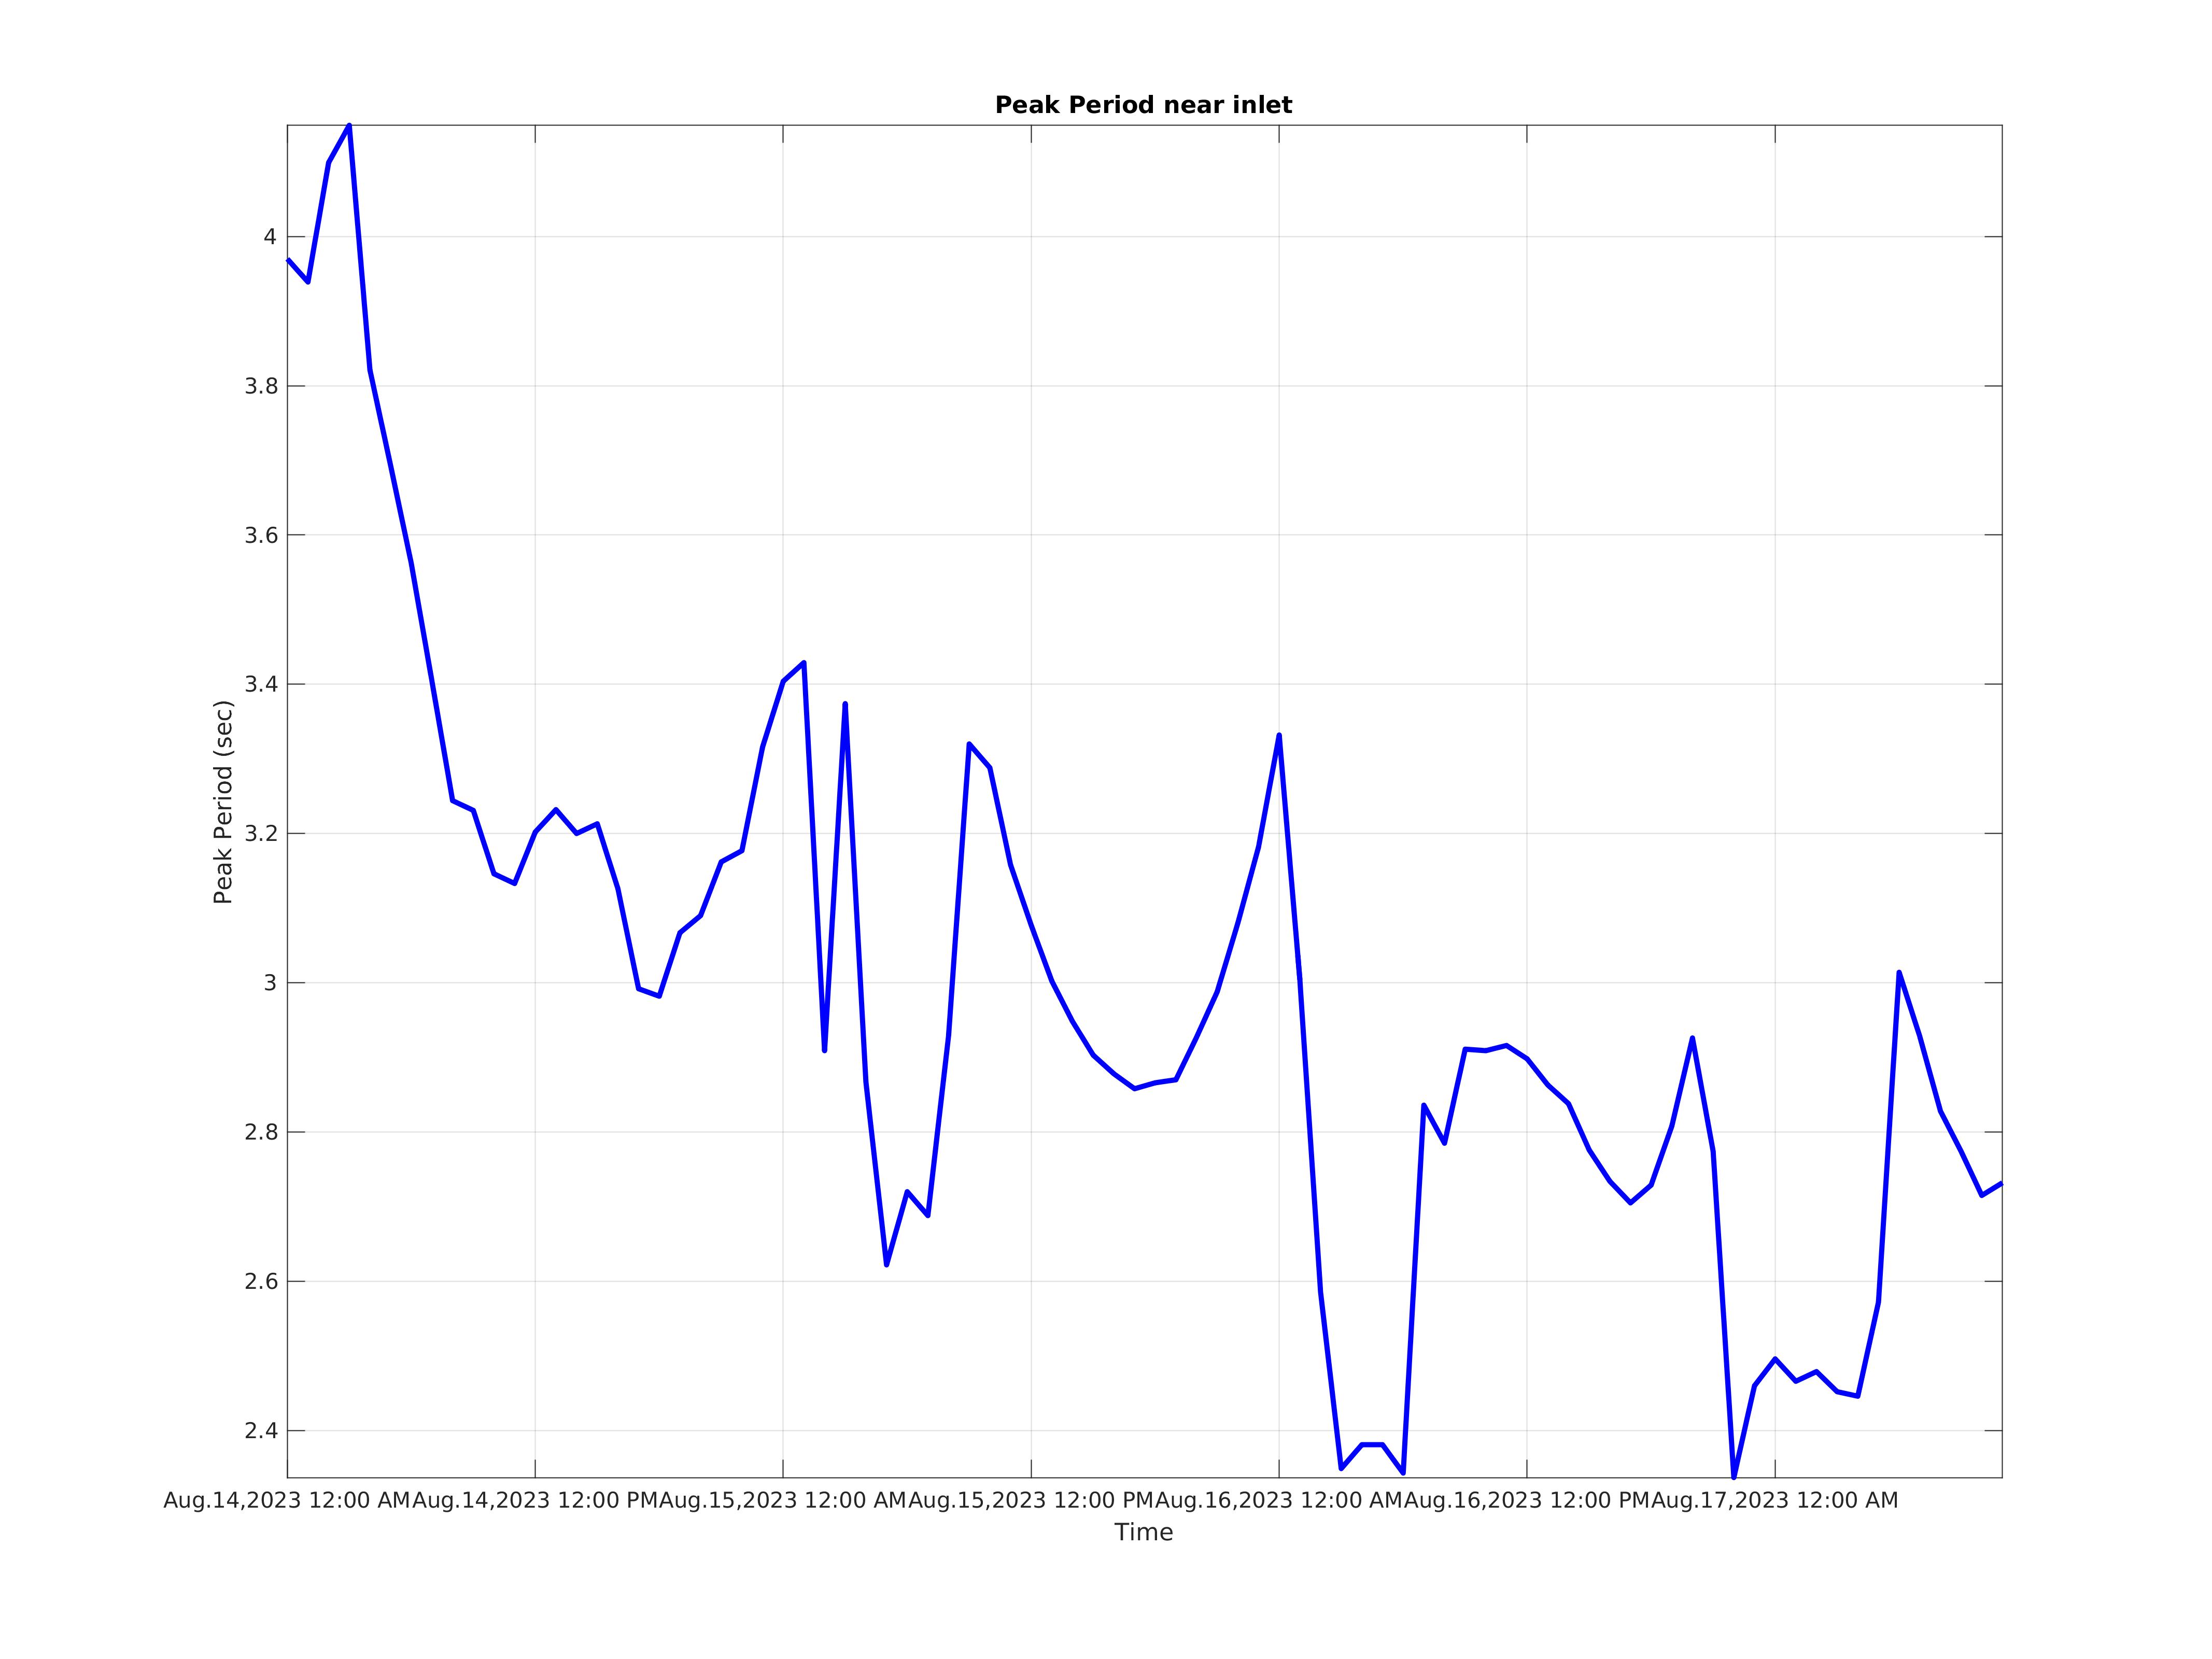 Peak Period near inlet
4
3.8
3.6
3.4
3.2
3
2.8
2.6
2.4
Peak Period (sec)
Aug.14,2023 12:00 AM Aug.14,2023 12:00 PM Aug.15,2023 12:00 AM Aug.15,2023 12:00 PM Aug.16,2023 12:00 AM Aug.16,2023 12:00 PM Aug.17,2023 12:00 AM
Time